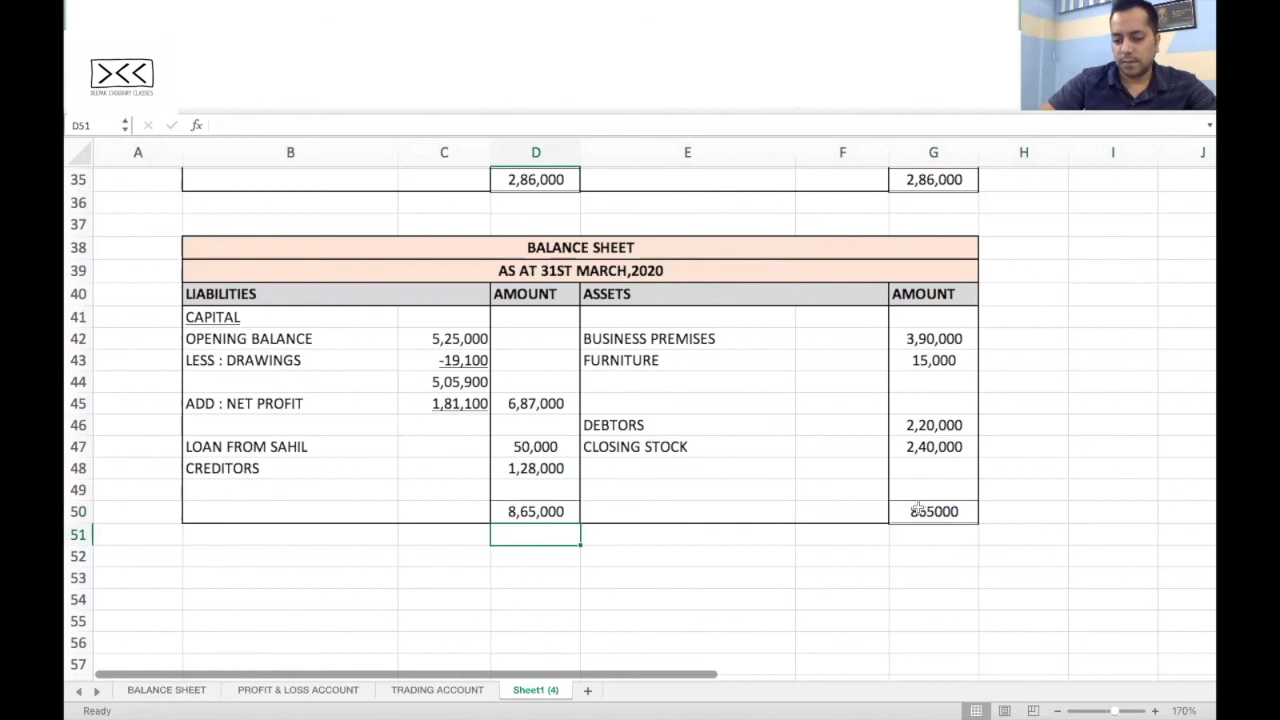 DEEPAK CHOUDHRY CLASSES
D51 fx
A B C D E F G H I J
35 2,86,000 2,86,000
36
37
38 BALANCE SHEET
39 AS AT 31ST MARCH,2020
40 LIABILITIES AMOUNT ASSETS AMOUNT
41 CAPITAL
42 OPENING BALANCE 5,25,000 BUSINESS PREMISES 3,90,000
43 LESS : DRAWINGS -19,100 FURNITURE 15,000
44 5,05,900
45 ADD : NET PROFIT 1,81,100 6,87,000
46 DEBTORS 2,20,000
47 LOAN FROM SAHIL 50,000 CLOSING STOCK 2,40,000
48 CREDITORS 1,28,000
49
50 8,65,000 865000
51
52
53
54
55
56
57
BALANCE SHEET PROFIT & LOSS ACCOUNT TRADING ACCOUNT Sheet1 (4) +
Ready − + 170%